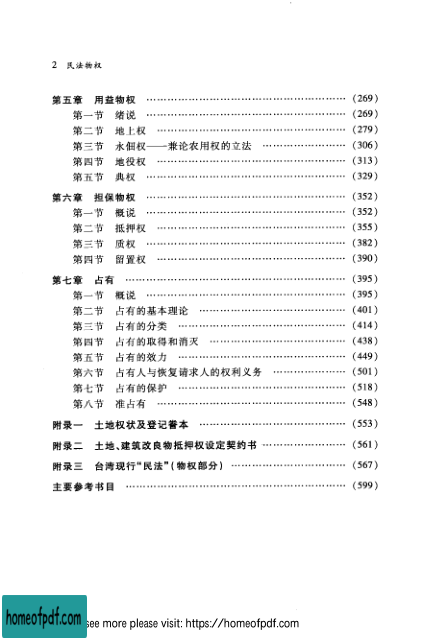 2 民法物权
第五章 用益物权 …………………………………………… (269)
第一节 绪说 …………………………………………… (269)
第二节 地上权 …………………………………………… (279)
第三节 永佃权——兼论农用权的立法 ………………… (306)
第四节 地役权 …………………………………………… (313)
第五节 典权 …………………………………………… (329)
第六章 担保物权 …………………………………………… (352)
第一节 概说 …………………………………………… (352)
第二节 抵押权 …………………………………………… (355)
第三节 质权 …………………………………………… (382)
第四节 留置权 …………………………………………… (390)
第七章 占有 …………………………………………… (395)
第一节 概说 …………………………………………… (395)
第二节 占有的基本理论 ………………………………… (401)
第三节 占有的分类 ……………………………………… (414)
第四节 占有的取得和消灭 ……………………………… (438)
第五节 占有的效力 ……………………………………… (449)
第六节 占有人与恢复请求人的权利义务 ……………… (501)
第七节 占有的保护 ……………………………………… (518)
第八节 准占有 …………………………………………… (548)
附录一 土地权状及登记誊本 ……………………………… (553)
附录二 土地、建筑改良物抵押权设定契约书 ………………… (561)
附录三 台湾现行“民法”(物权部分) ……………………… (567)
主要参考书目 …………………………………………… (599)
homeofpdf.com
see more please visit: https://homeofpdf.com